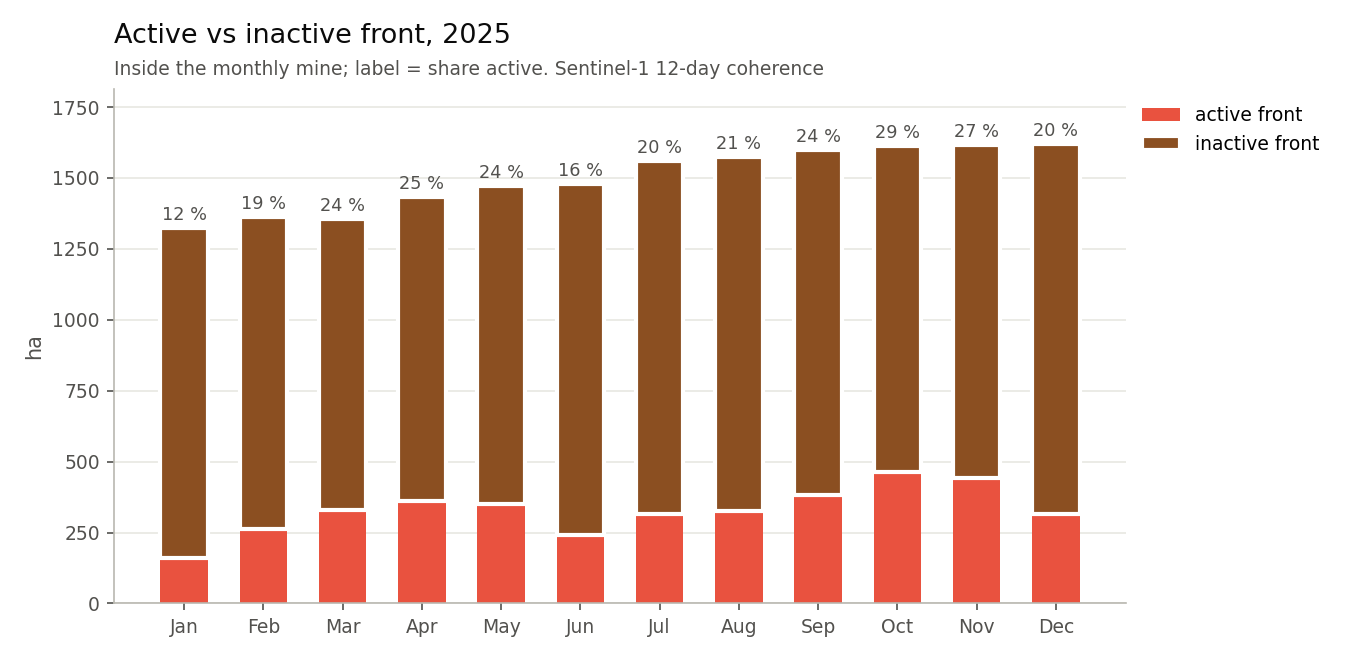 Active vs inactive front, 2025
Inside the monthly mine; label = share active. Sentinel-1 12-day coherence
active front
inactive front
ha
1750
1500
1250
1000
750
500
250
0
12 %
19 %
24 %
25 %
24 %
16 %
20 %
21 %
24 %
29 %
27 %
20 %
Jan
Feb
Mar
Apr
May
Jun
Jul
Aug
Sep
Oct
Nov
Dec